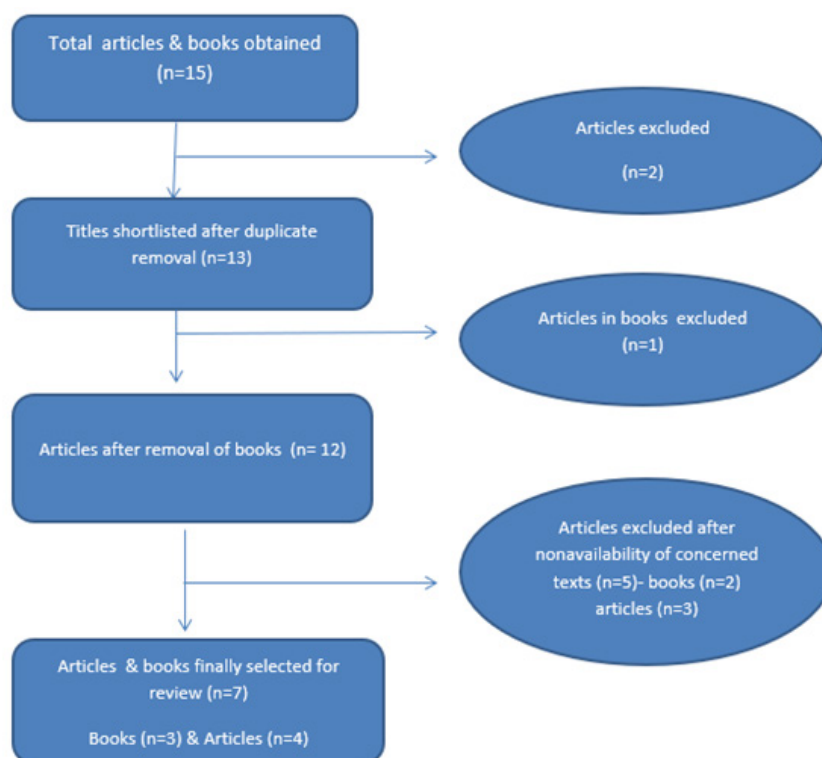 Total articles & books obtained
(n=15)
Articles excluded
(n=2)
Titles shortlisted after duplicate
removal (n=13)
Articles in books excluded
(n=1)
Articles after removal of books (n= 12)
Articles excluded after
nonavailability of concerned
texts (n=5)- books (n=2)
articles (n=3)
Articles & books finally selected for
review (n=7)
Books (n=3) & Articles (n=4)